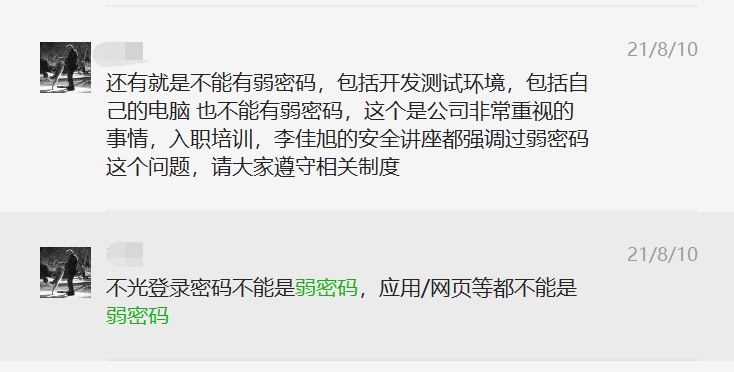 21/8/10
还有就是不能有弱密码，包括开发测试环境，包括自
己的电脑 也不能有弱密码，这个是公司非常重视的
事情，入职培训，李佳旭的安全讲座都强调过弱密码
这个问题，请大家遵守相关制度
21/8/10
不光登录密码不能是弱密码，应用/网页等都不能是
弱密码